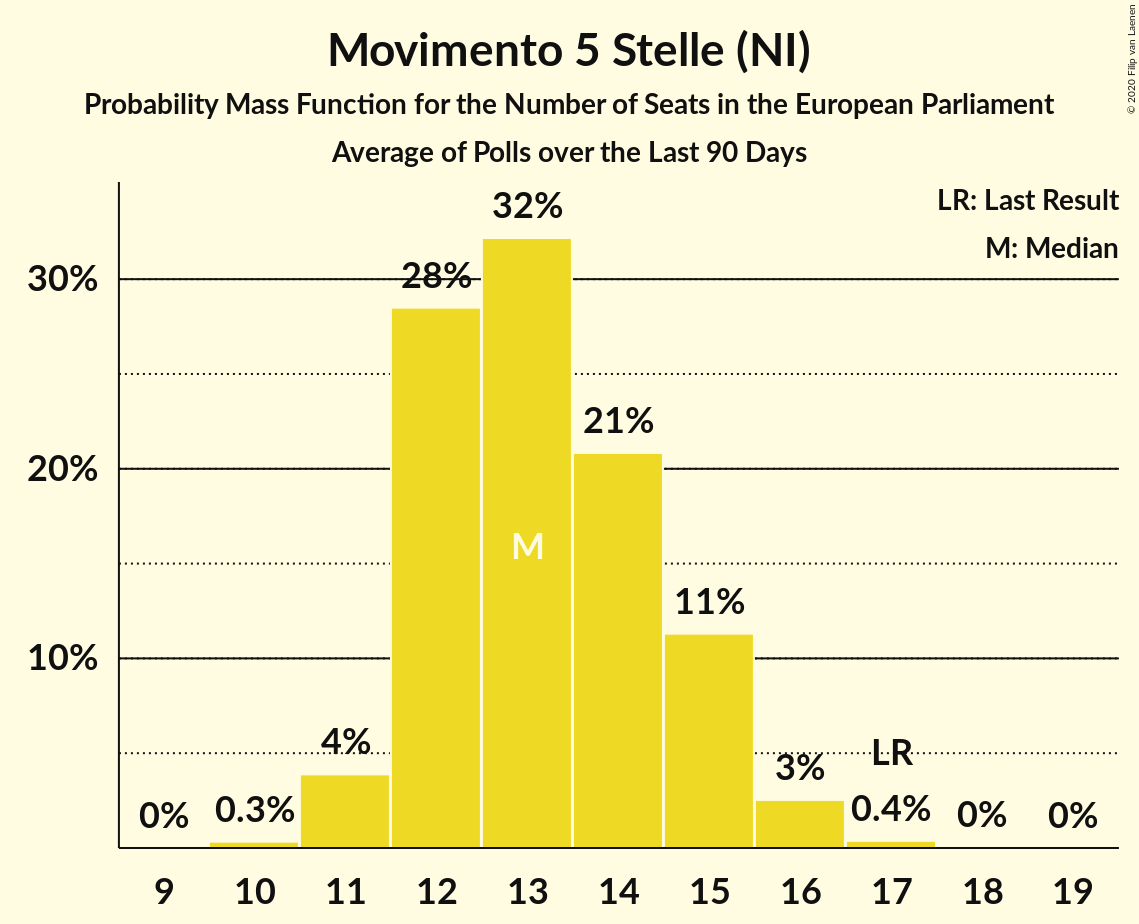 Movimento 5 Stelle (NI)
Probability Mass Function for the Number of Seats in the European Parliament
Average of Polls over the Last 90 Days
© 2020 Filip van Laenen
LR: Last Result
M: Median
30%
20%
10%
0%
0.3%
4%
28%
32%
M
21%
11%
3%
LR
0.4%
0%
0%
9 10 11 12 13 14 15 16 17 18 19